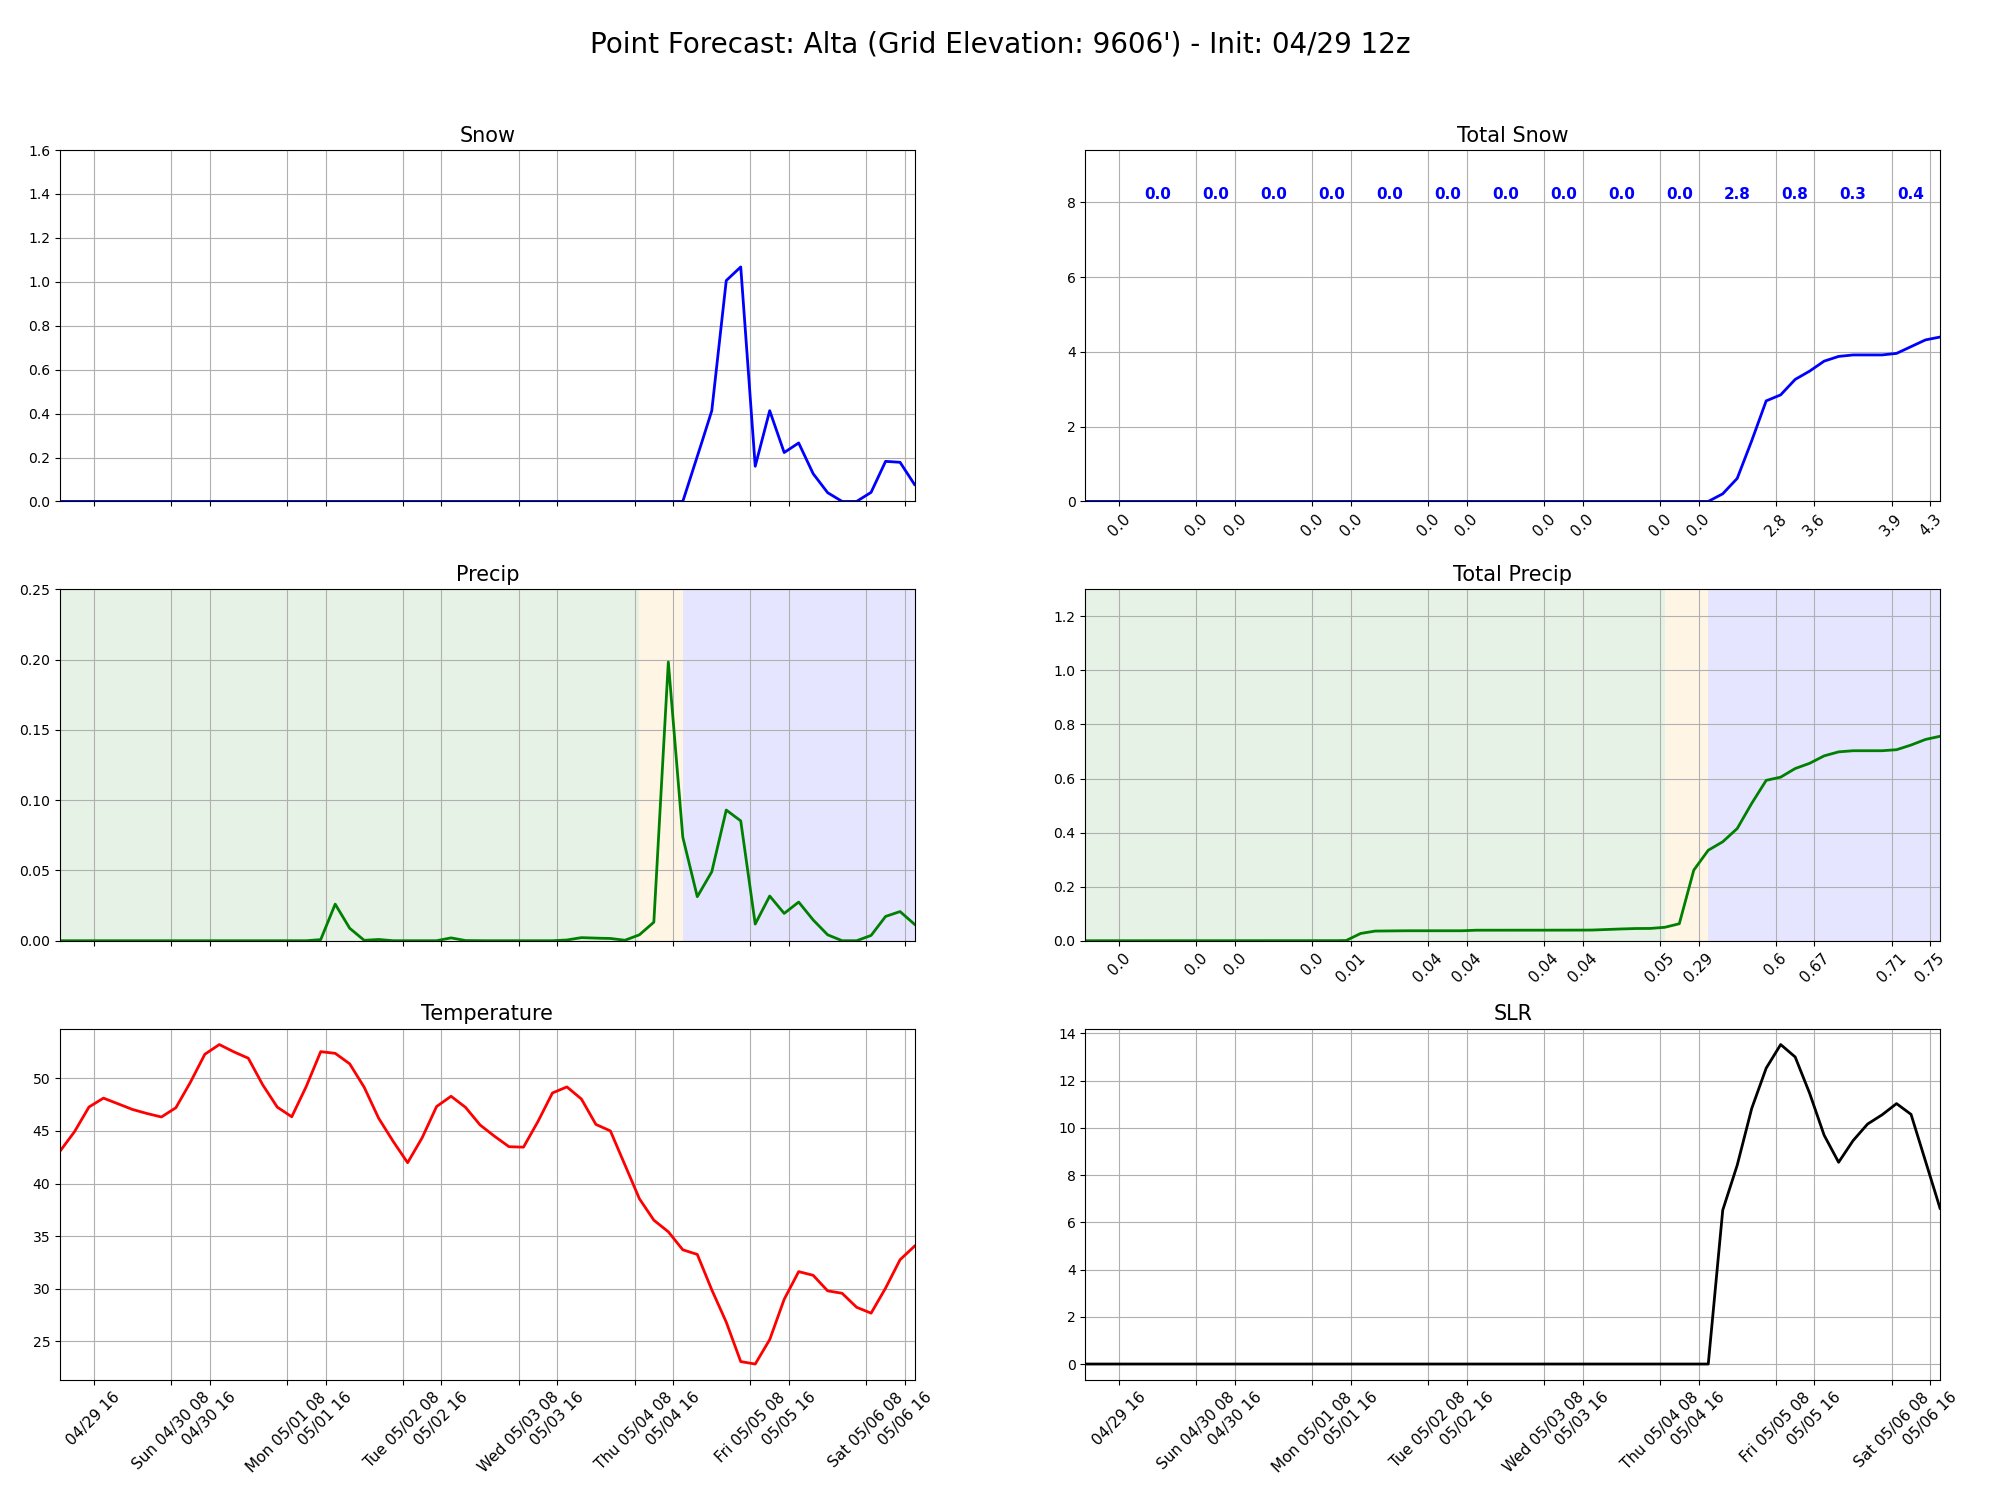 Point Forecast: Alta (Grid Elevation: 9606') - Init: 04/29 12z
Snow
1.6
1.4
1.2
1.0
0.8
0.6
0.4
0.2
0.0
Total Snow
0.0 0.0 0.0 0.0 0.0 0.0 0.0 0.0 0.0 0.0 2.8 0.8 0.3 0.4
8
6
4
2
0
0.0 0.0 0.0 0.0 0.0 0.0 0.0 0.0 0.0 0.0 0.0 2.8 3.6 3.9 4.3
Precip
0.25
0.20
0.15
0.10
0.05
0.00
Total Precip
1.2
1.0
0.8
0.6
0.4
0.2
0.0
0.0 0.0 0.0 0.0 0.01 0.04 0.04 0.04 0.04 0.05 0.29 0.6 0.67 0.71 0.75
Temperature
50
45
40
35
30
25
04/29 16
Sun 04/30 08
04/30 16
Mon 05/01 08
05/01 16
Tue 05/02 08
05/02 16
Wed 05/03 08
05/03 16
Thu 05/04 08
05/04 16
Fri 05/05 08
05/05 16
Sat 05/06 08
05/06 16
SLR
14
12
10
8
6
4
2
0
04/29 16
Sun 04/30 08
04/30 16
Mon 05/01 08
05/01 16
Tue 05/02 08
05/02 16
Wed 05/03 08
05/03 16
Thu 05/04 08
05/04 16
Fri 05/05 08
05/05 16
Sat 05/06 08
05/06 16